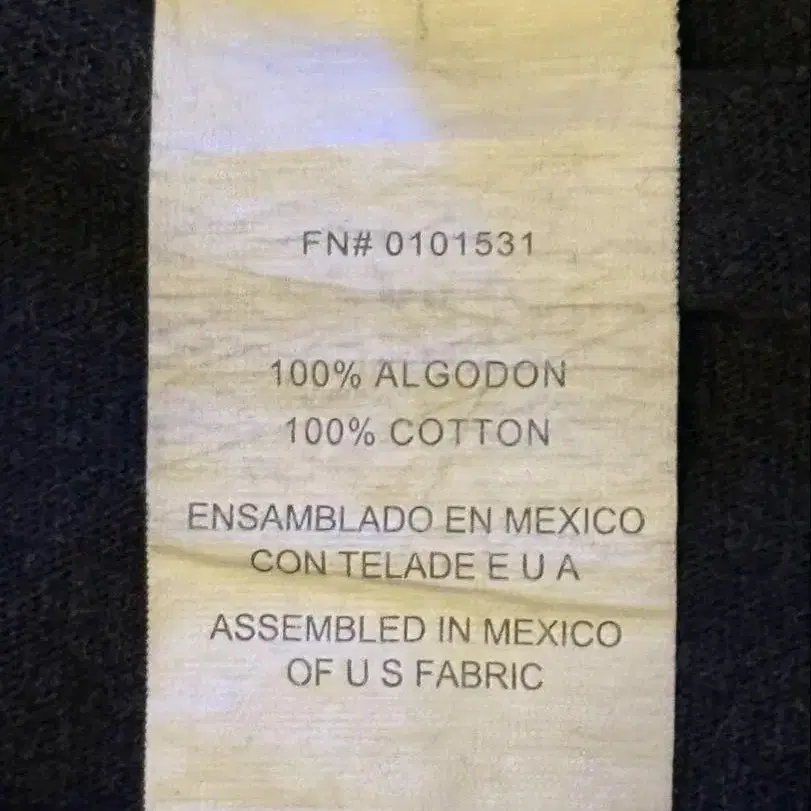 FN# 0101531
100% ALGODON
100% COTTON
ENSAMBLADO EN MEXICO
CON TELADE E U A
ASSEMBLED IN MEXICO
OF U S FABRIC